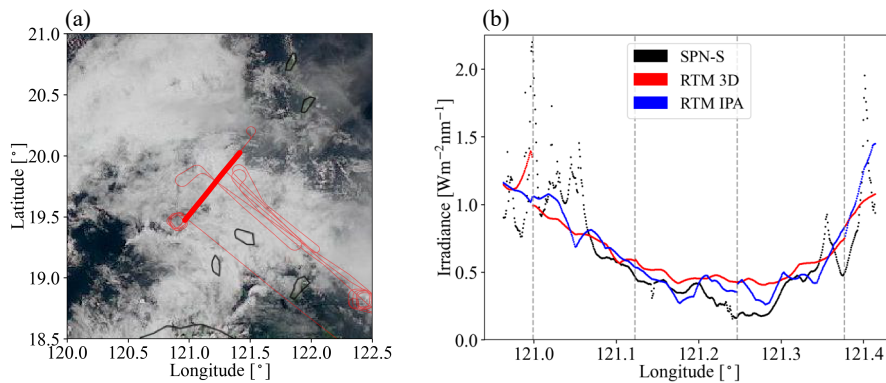 (a)
21.0
20.5
20.0
19.5
19.0
18.5
Latitude [°]
120.0 120.5 121.0 121.5 122.0 122.5
Longitude [°]
(b)
2.0
1.5
1.0
0.5
0.0
Irradiance [Wm−2nm−1]
SPN-S
RTM 3D
RTM IPA
121.0 121.1 121.2 121.3 121.4
Longitude [°]